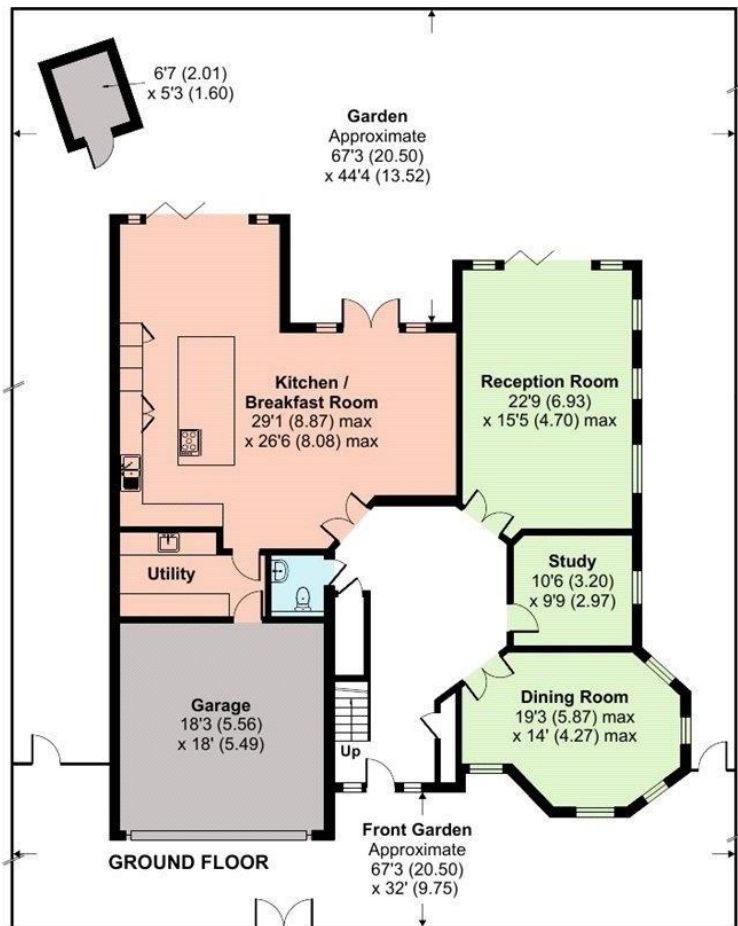 6'7 (2.01)
x 5'3 (1.60)
Garden
Approximate
67'3 (20.50)
x 44'4 (13.52)
Kitchen /
Breakfast Room
29'1 (8.87) max
x 26'6 (8.08) max
Reception Room
22'9 (6.93)
x 15'5 (4.70) max
Utility
Study
10'6 (3.20)
x 9'9 (2.97)
Garage
18'3 (5.56)
x 18' (5.49)
Up
Dining Room
19'3 (5.87) max
x 14' (4.27) max
GROUND FLOOR
Front Garden
Approximate
67'3 (20.50)
x 32' (9.75)